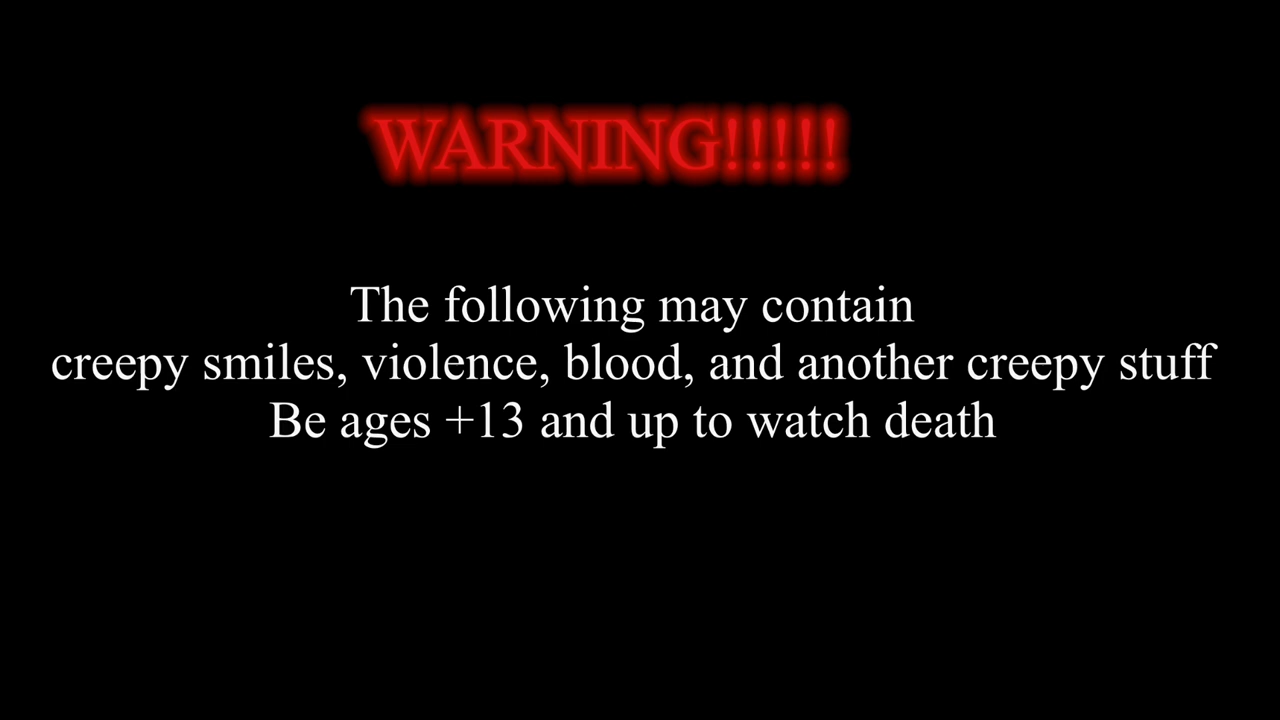 WARNING!!!!!
The following may contain
creepy smiles, violence, blood, and another creepy stuff
Be ages +13 and up to watch death